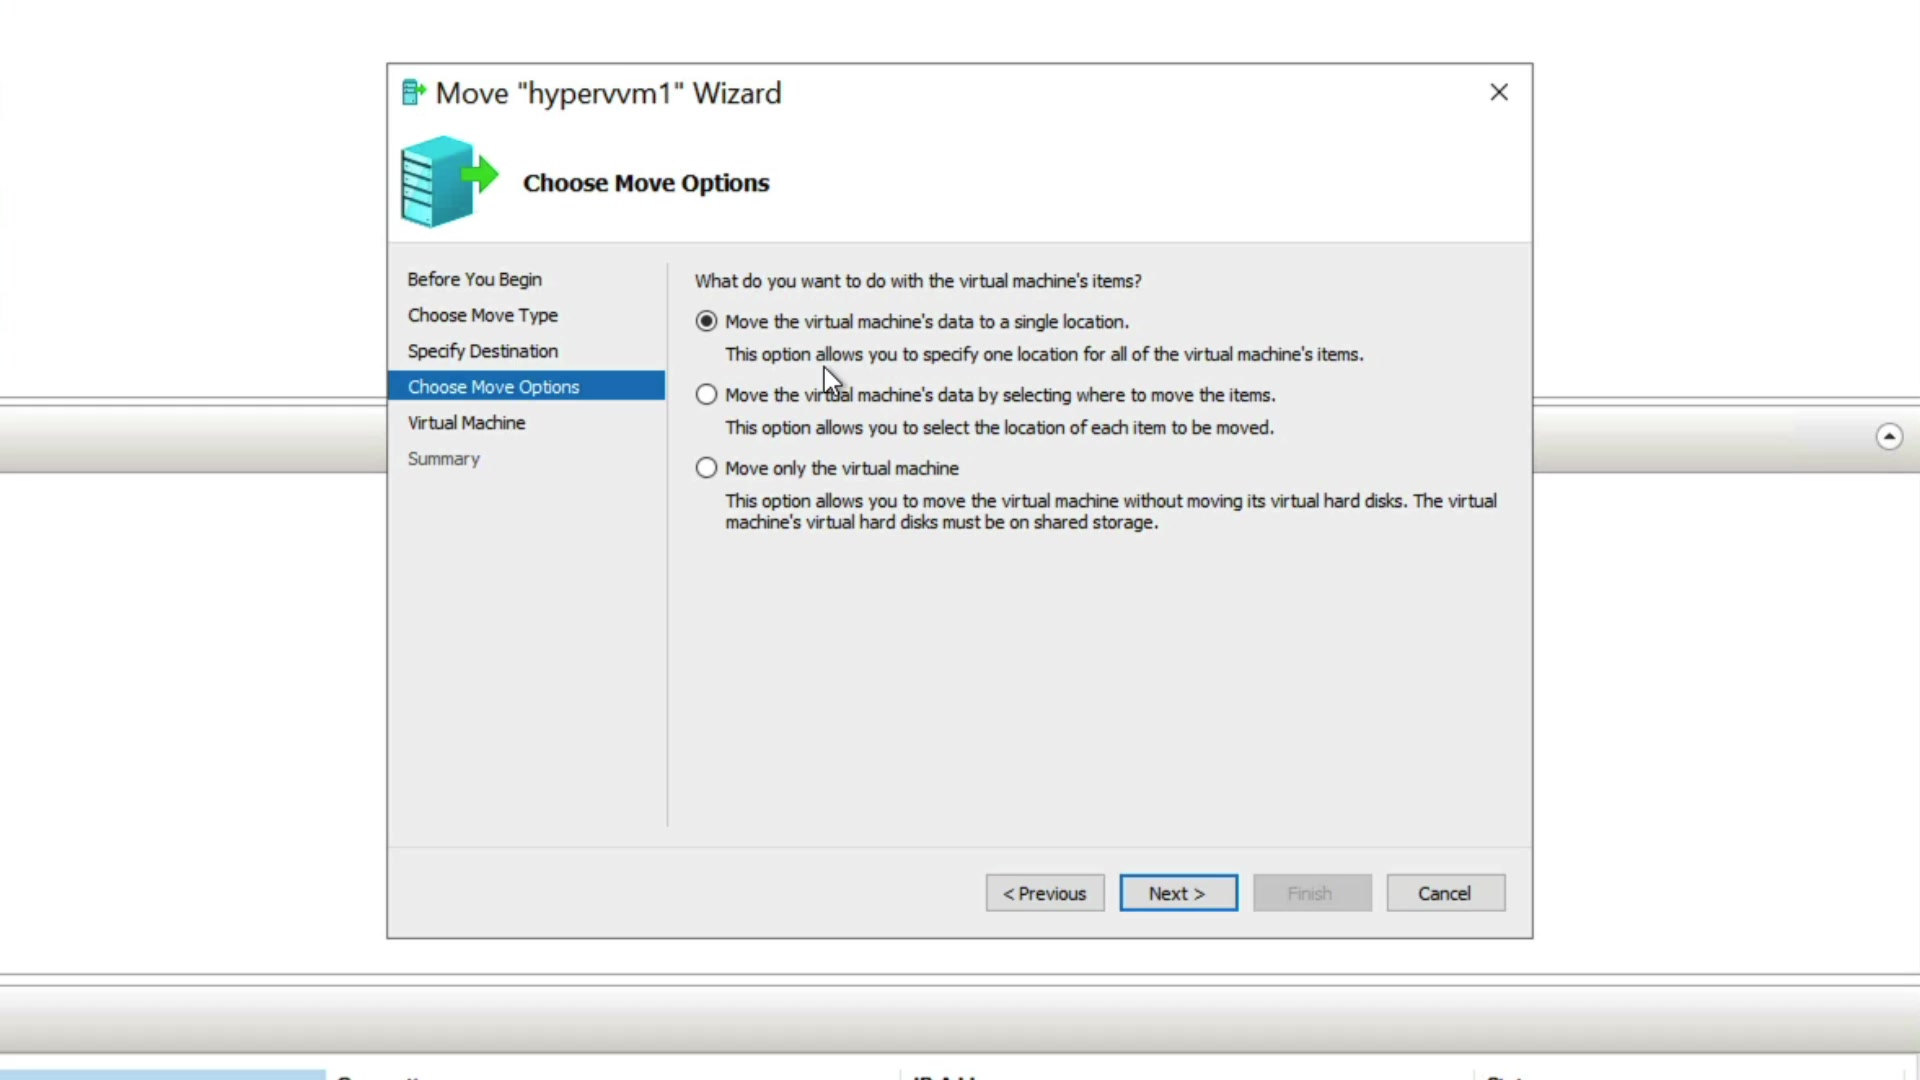 Move "hypervvm1" Wizard
Choose Move Options
Before You Begin
Choose Move Type
Specify Destination
Choose Move Options
Virtual Machine
Summary
What do you want to do with the virtual machine's items?
Move the virtual machine's data to a single location.
This option allows you to specify one location for all of the virtual machine's items.
Move the virtual machine's data by selecting where to move the items.
This option allows you to select the location of each item to be moved.
Move only the virtual machine
This option allows you to move the virtual machine without moving its virtual hard disks. The virtual
machine's virtual hard disks must be on shared storage.
< Previous
Next >
Finish
Cancel